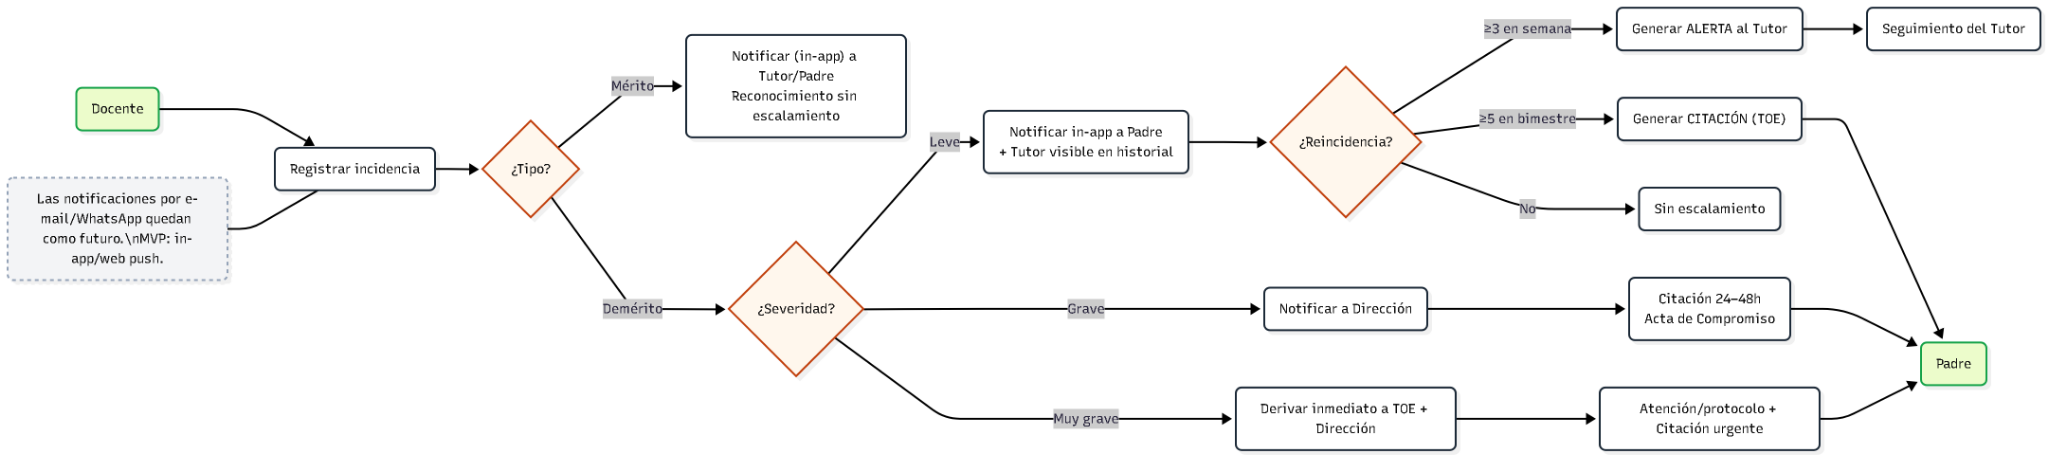 Docente
Las notificaciones por e-
mail/WhatsApp quedan
como futuro.\nMVP: in-
app/web push.
Registrar incidencia
¿Tipo?
Mérito
Demérito
Notificar (in-app) a
Tutor/Padre
Reconocimiento sin
escalamiento
¿Severidad?
Leve
Grave
Muy grave
Notificar in-app a Padre
+ Tutor visible en historial
¿Reincidencia?
≥3 en semana
≥5 en bimestre
No
Generar ALERTA al Tutor
Seguimiento del Tutor
Generar CITACIÓN (TOE)
Sin escalamiento
Notificar a Dirección
Citación 24–48h
Acta de Compromiso
Derivar inmediato a TOE +
Dirección
Atención/protocolo +
Citación urgente
Padre